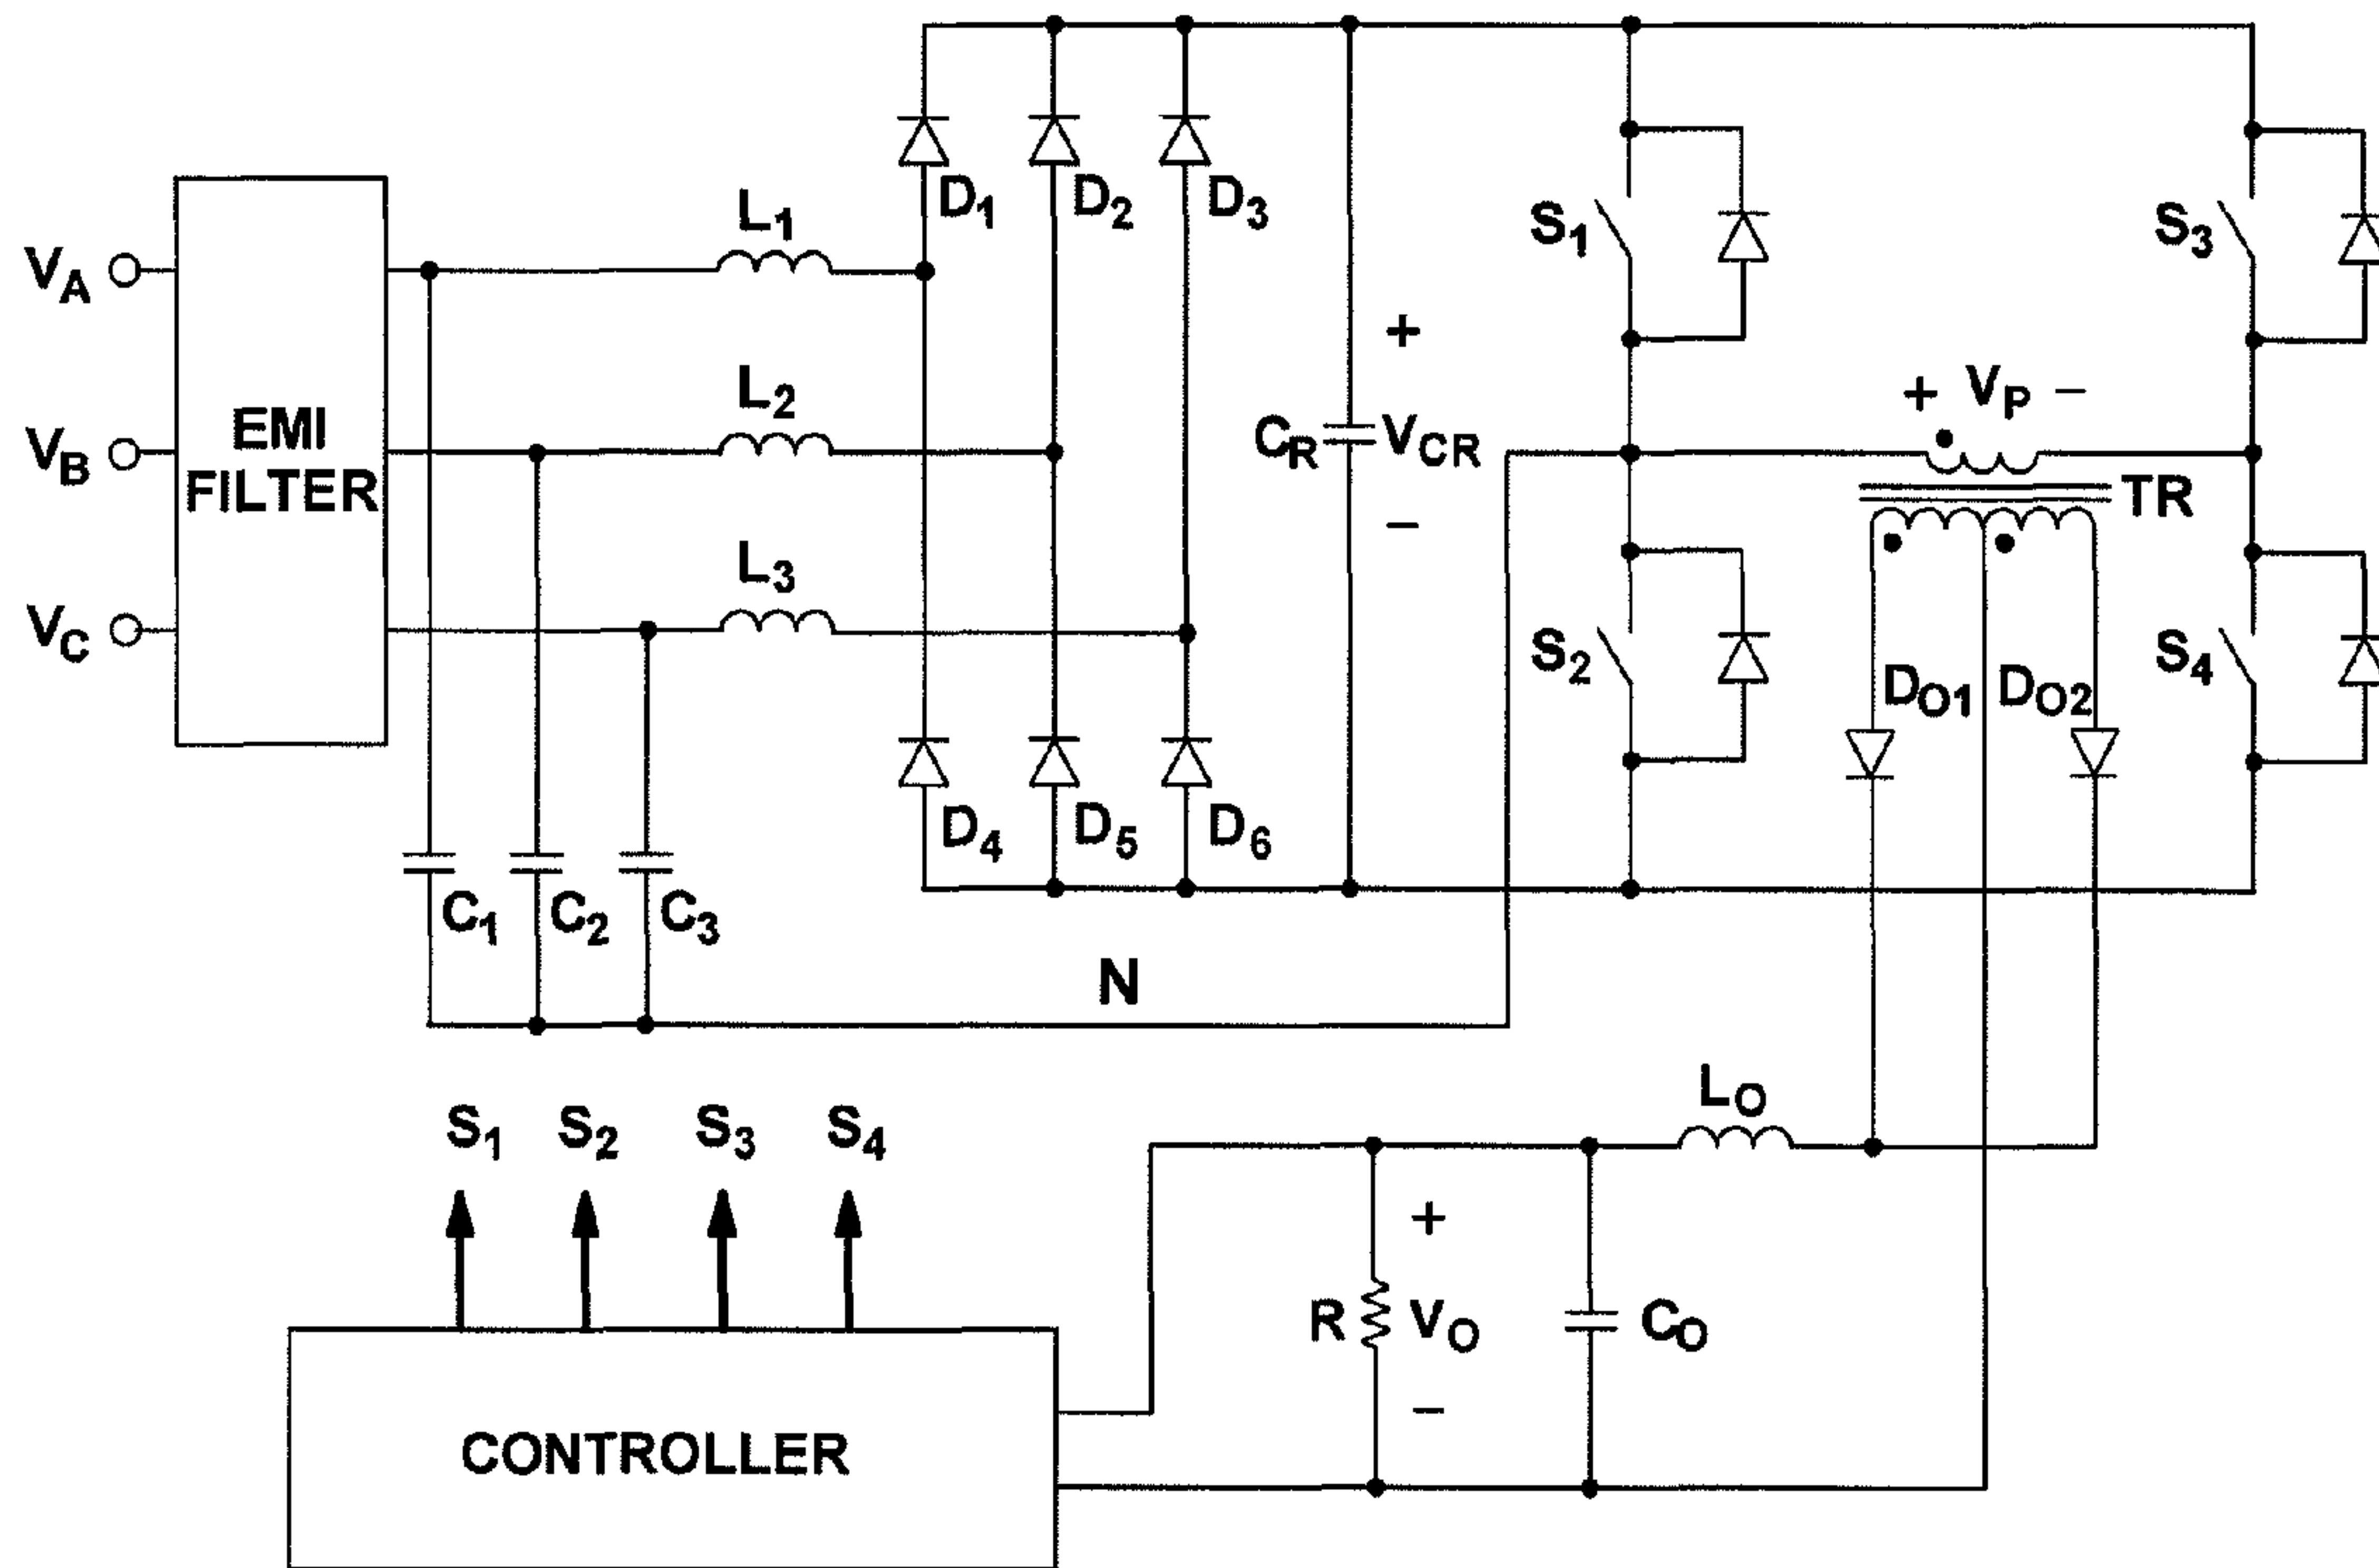 D1 D2 D3
L1
S1 S3
VA
+
L2 + VP −
EMI
FILTER
CR VCR
VB
TR
−
L3
VC
S2 S4
DO1 DO2
D4 D5 D6
C1 C2 C3
N
LO
S1 S2 S3 S4
+
R VO CO
−
CONTROLLER